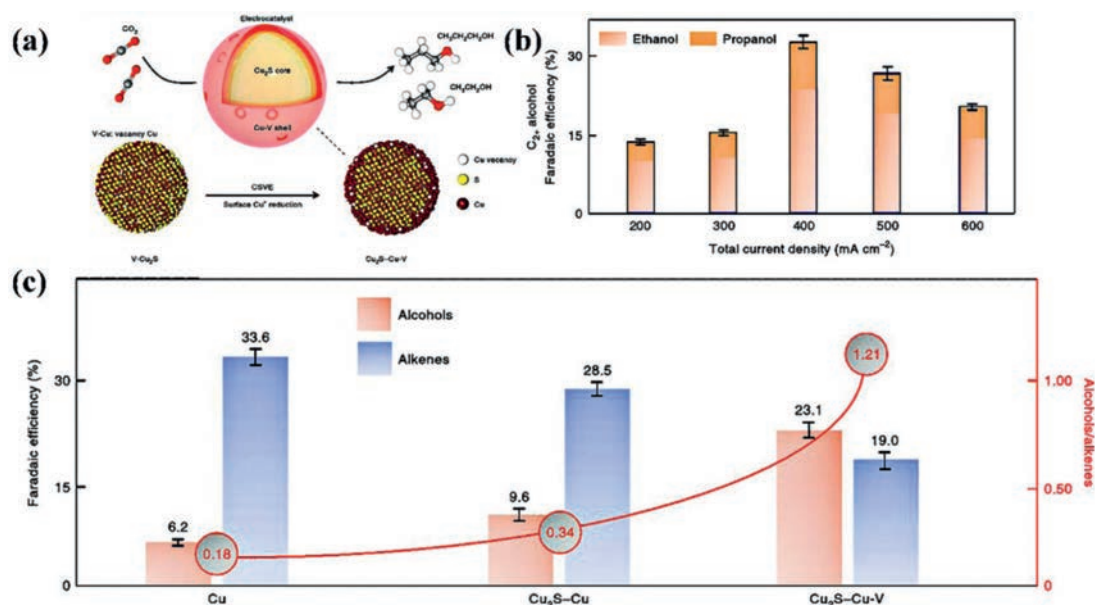 (a)
CO₂
Electrocatalyst
CH₃CH₂CH₂OH
Cu₂S core
CH₃CH₂OH
Cu-V shell
V-Cu: vacancy Cu
Cu vacancy
S
Cu
CSVE
Surface Cu⁺ reduction
V-Cu₂S
Cu₂S–Cu-V
(b)
C₂₊ alcohol
Faradaic efficiency (%)
30
15
0
Ethanol
Propanol
200
300
400
500
600
Total current density (mA cm⁻²)
(c)
Faradaic efficiency (%)
30
15
0
Alcohols
Alkenes
6.2
33.6
0.18
9.6
28.5
0.34
23.1
19.0
1.21
Cu
Cu₂S–Cu
Cu₂S–Cu-V
1.00
0.50
0
Alcohols/alkenes